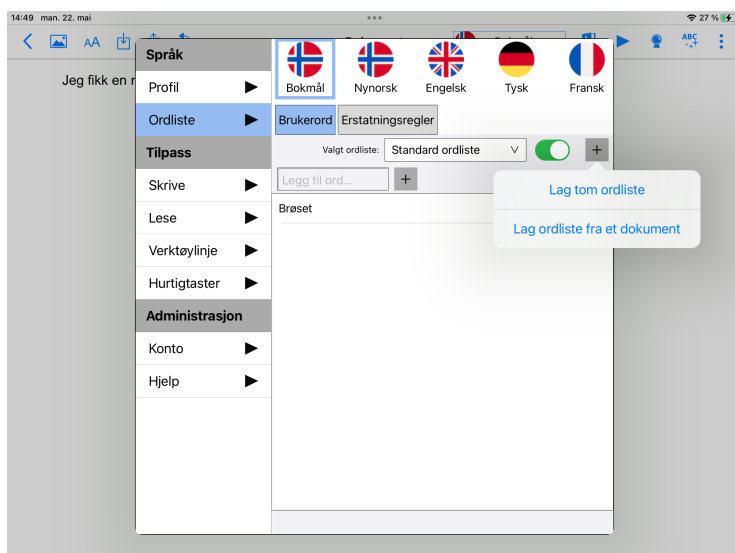 14:49 man. 22. mai
27 %
AA
ABC
Jeg fikk en
Språk
Profil
Ordliste
Tilpass
Skrive
Lese
Verktøylinje
Hurtigtaster
Administrasjon
Konto
Hjelp
Bokmål Nynorsk Engelsk Tysk Fransk
Brukerord Erstatningsregler
Valgt ordliste: Standard ordliste
Legg til ord...
Brøset
Lag tom ordliste
Lag ordliste fra et dokument